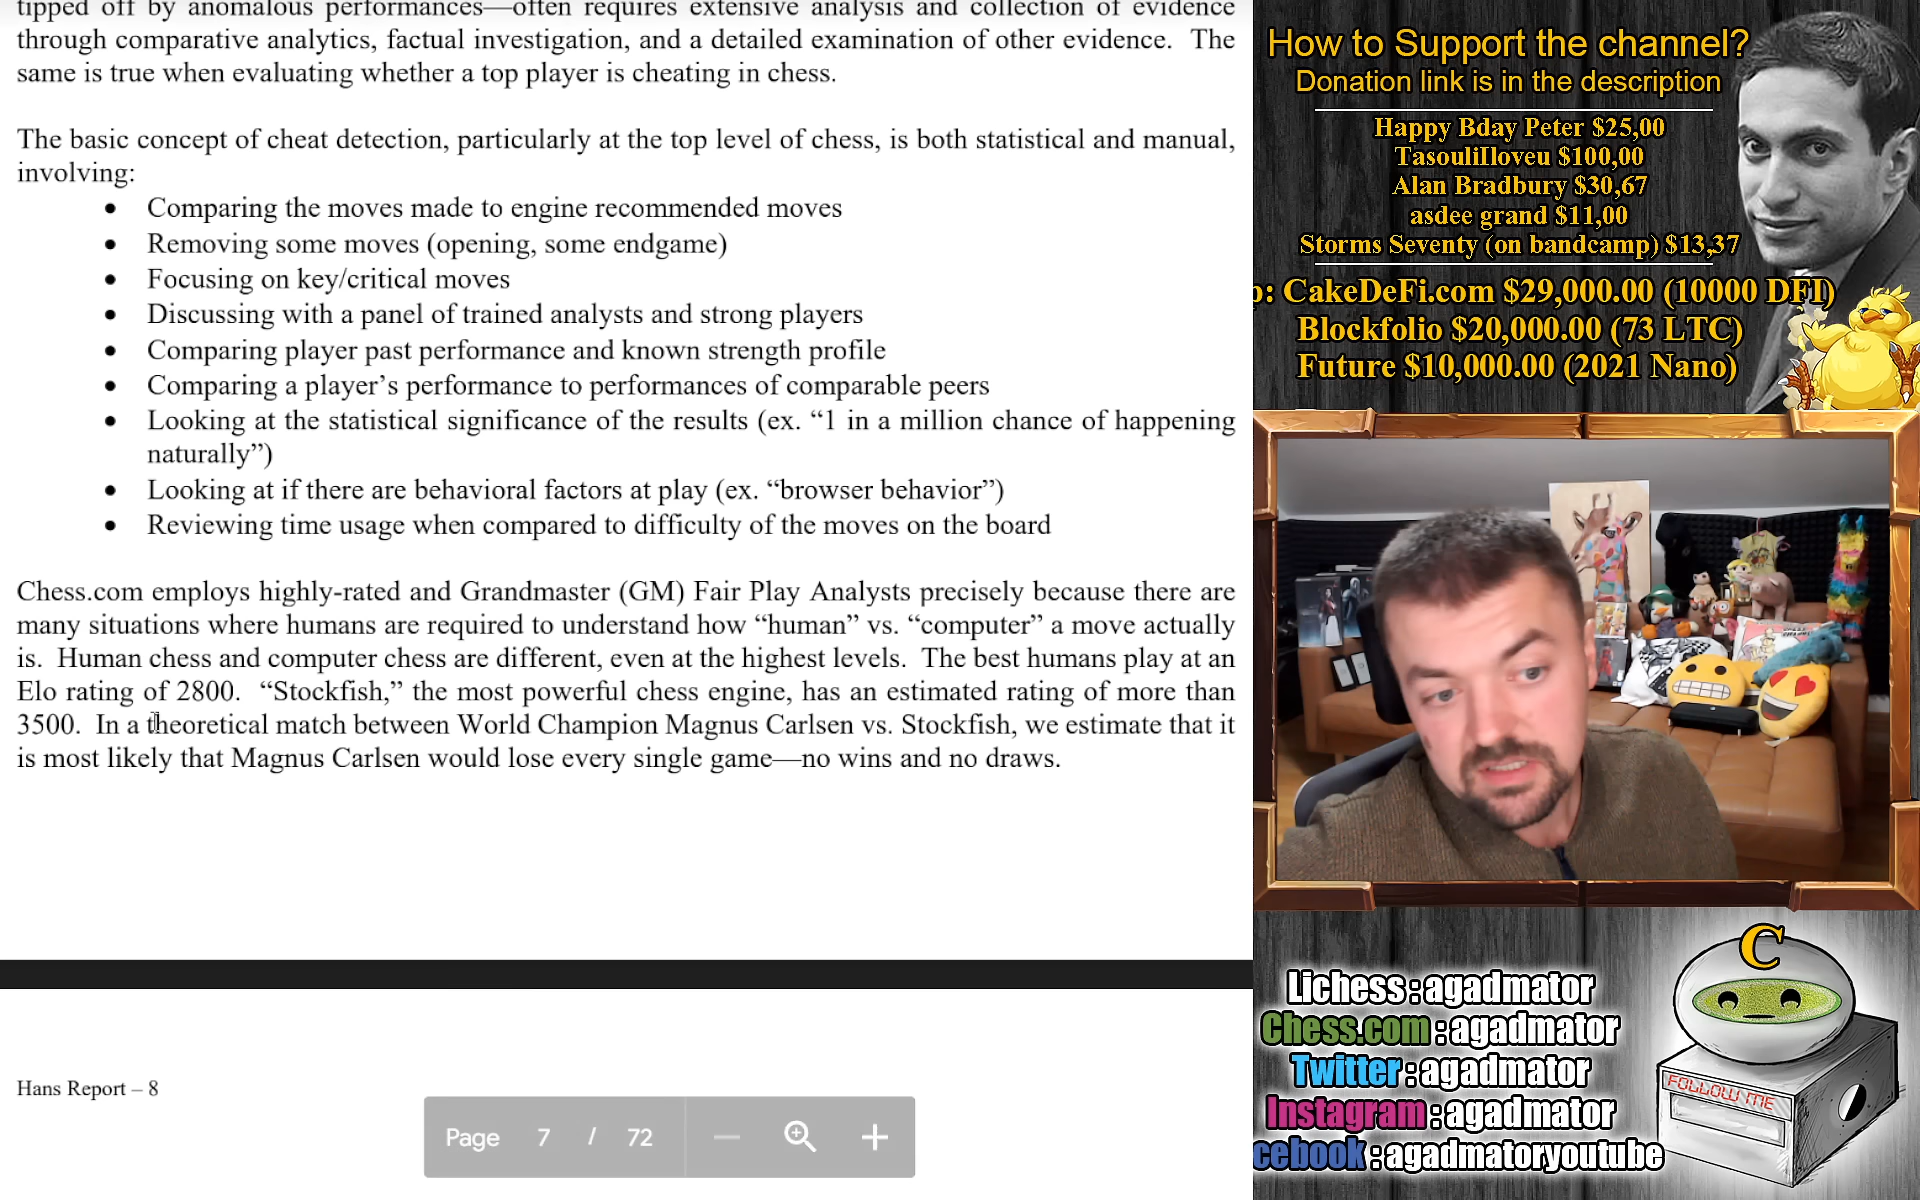 tipped off by anomalous performances—often requires extensive analysis and collection of evidence
through comparative analytics, factual investigation, and a detailed examination of other evidence. The
same is true when evaluating whether a top player is cheating in chess.
The basic concept of cheat detection, particularly at the top level of chess, is both statistical and manual,
involving:
• Comparing the moves made to engine recommended moves
• Removing some moves (opening, some endgame)
• Focusing on key/critical moves
• Discussing with a panel of trained analysts and strong players
• Comparing player past performance and known strength profile
• Comparing a player’s performance to performances of comparable peers
• Looking at the statistical significance of the results (ex. “1 in a million chance of happening
naturally”)
• Looking at if there are behavioral factors at play (ex. “browser behavior”)
• Reviewing time usage when compared to difficulty of the moves on the board
Chess.com employs highly-rated and Grandmaster (GM) Fair Play Analysts precisely because there are
many situations where humans are required to understand how “human” vs. “computer” a move actually
is. Human chess and computer chess are different, even at the highest levels. The best humans play at an
Elo rating of 2800. “Stockfish,” the most powerful chess engine, has an estimated rating of more than
3500. In a theoretical match between World Champion Magnus Carlsen vs. Stockfish, we estimate that it
is most likely that Magnus Carlsen would lose every single game—no wins and no draws.
Hans Report – 8
Page 7 / 72
How to Support the channel?
Donation link is in the description
Happy Bday Peter $25,00
TasouliIloveu $100,00
Alan Bradbury $30,67
asdee grand $11,00
Storms Seventy (on bandcamp) $13,37
: CakeDeFi.com $29,000.00 (10000 DFI)
Blockfolio $20,000.00 (73 LTC)
Future $10,000.00 (2021 Nano)
C
Lichess:agadmator
Chess.com:agadmator
Twitter:agadmator
Instagram:agadmator
cebook:agadmatoryoutube
FOLLOW ME